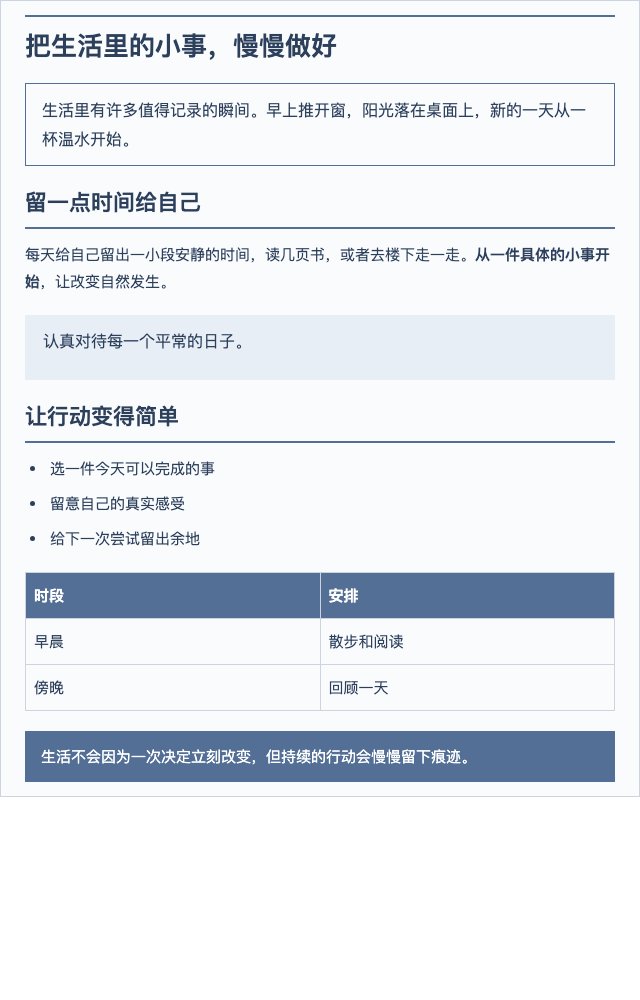 把生活里的小事，慢慢做好
生活里有许多值得记录的瞬间。早上推开窗，阳光落在桌面上，新的一天从一
杯温水开始。
留一点时间给自己
每天给自己留出一小段安静的时间，读几页书，或者去楼下走一走。从一件具体的小事开
始，让改变自然发生。
认真对待每一个平常的日子。
让行动变得简单
• 选一件今天可以完成的事
• 留意自己的真实感受
• 给下一次尝试留出余地
时段 安排
早晨 散步和阅读
傍晚 回顾一天
生活不会因为一次决定立刻改变，但持续的行动会慢慢留下痕迹。